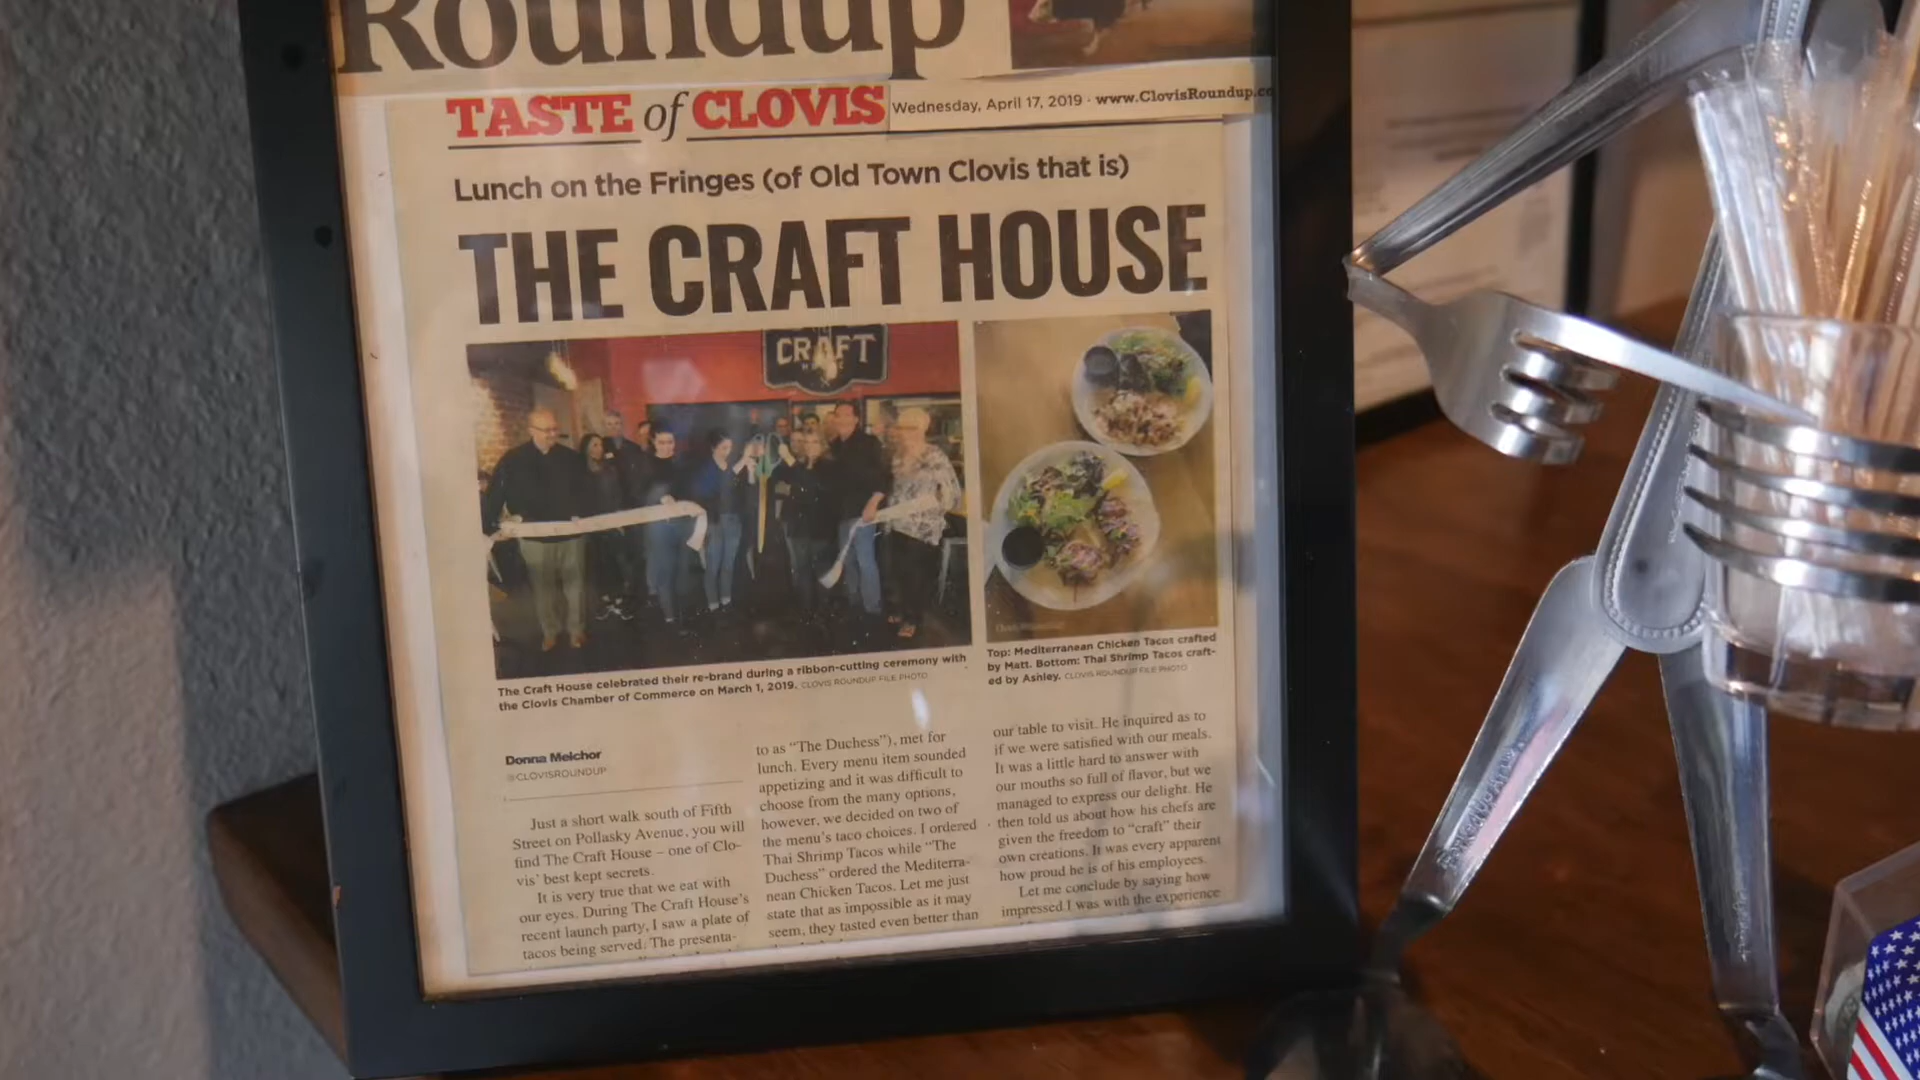 Roundup
TASTE of CLOVIS
Wednesday, April 17, 2019 · www.ClovisRoundup.co
Lunch on the Fringes (of Old Town Clovis that is)
THE CRAFT HOUSE
CRAFT
The Craft House celebrated their re-brand during a ribbon-cutting ceremony with
the Clovis Chamber of Commerce on March 1, 2019. CLOVIS ROUNDUP FILE PHOTO
Top: Mediterranean Chicken Tacos crafted
by Matt. Bottom: Thai Shrimp Tacos craft-
ed by Ashley. CLOVIS ROUNDUP FILE PHOTO
Donna Melchor
@CLOVISROUNDUP
Just a short walk south of Fifth
Street on Pollasky Avenue, you will
find The Craft House – one of Clo-
vis' best kept secrets.
It is very true that we eat with
our eyes. During The Craft House's
recent launch party, I saw a plate of
tacos being served. The presenta-
to as "The Duchess"), met for
lunch. Every menu item sounded
appetizing and it was difficult to
choose from the many options,
however, we decided on two of
the menu's taco choices. I ordered
Thai Shrimp Tacos while "The
Duchess" ordered the Mediterra-
nean Chicken Tacos. Let me just
state that as impossible as it may
seem, they tasted even better than
our table to visit. He inquired as to
if we were satisfied with our meals.
It was a little hard to answer with
our mouths so full of flavor, but we
managed to express our delight. He
then told us about how his chefs are
given the freedom to "craft" their
own creations. It was every apparent
how proud he is of his employees.
Let me conclude by saying how
impressed I was with the experience